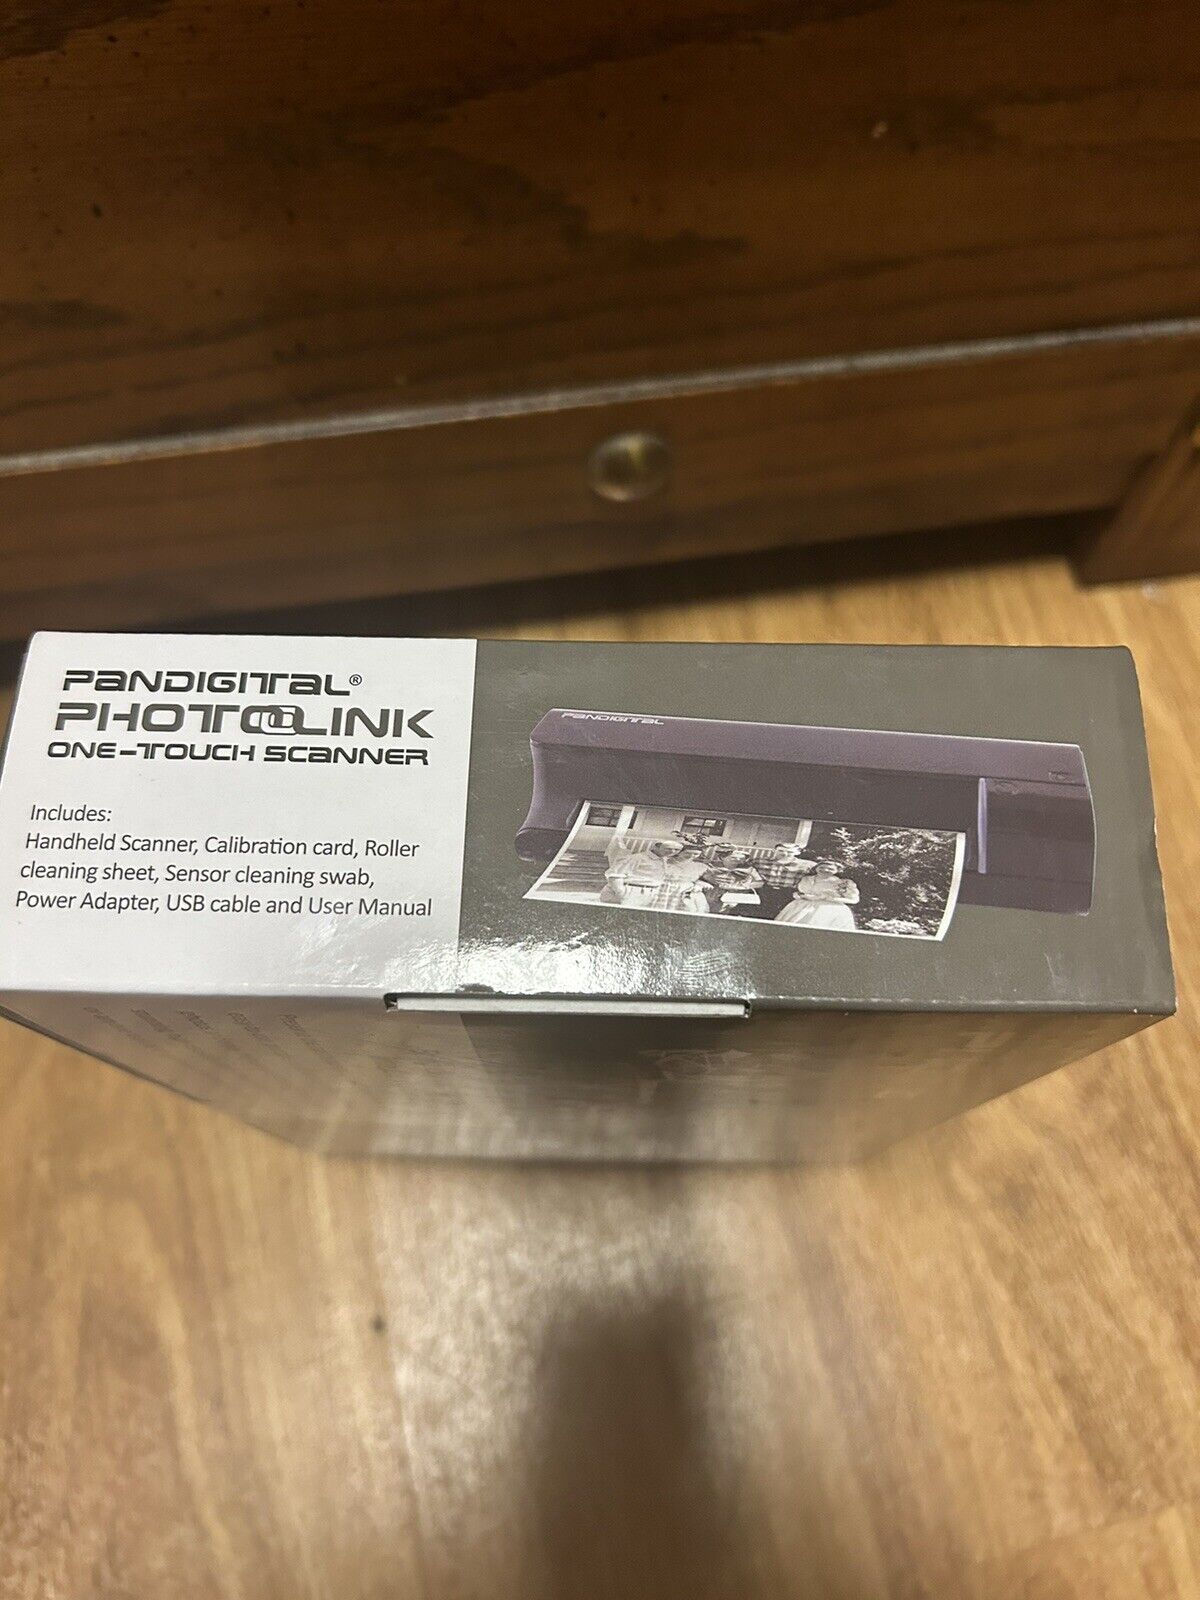 PANDIGITAL®
PHOTOLINK
ONE-TOUCH SCANNER
Includes:
Handheld Scanner, Calibration card, Roller
cleaning sheet, Sensor cleaning swab,
Power Adapter, USB cable and User Manual
PANDIGITAL